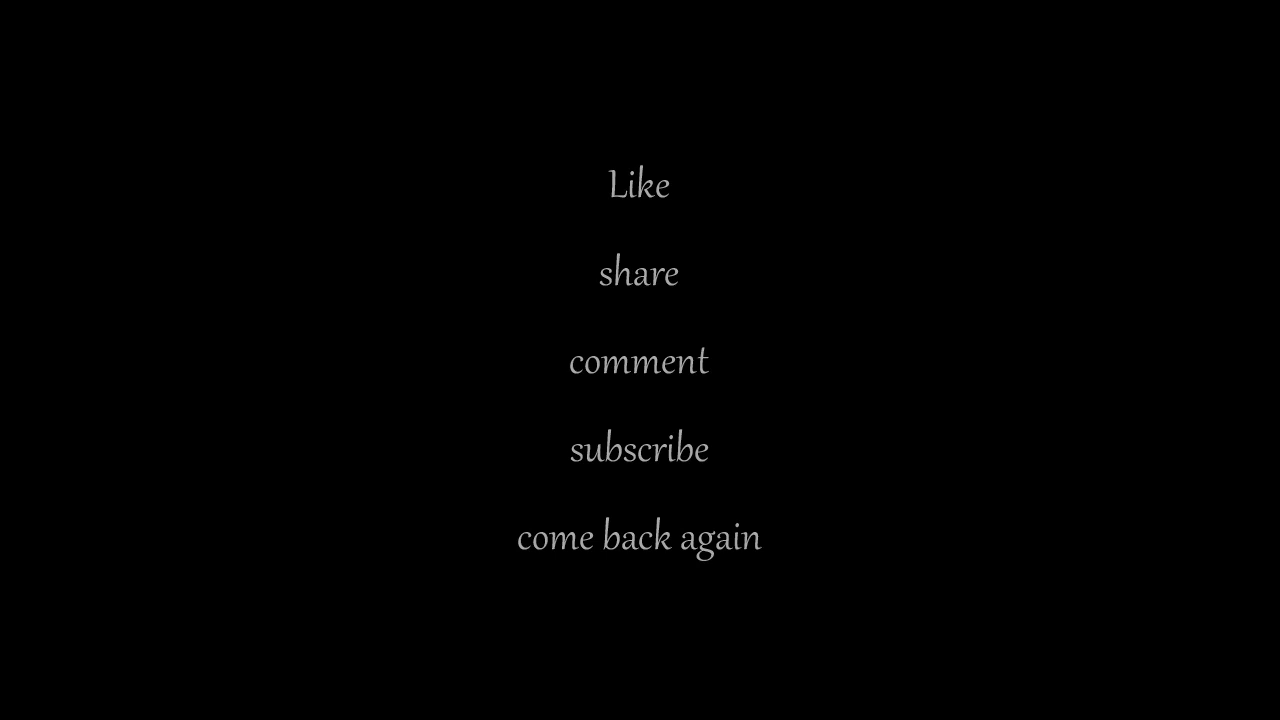 Like
share
comment
subscribe
come back again